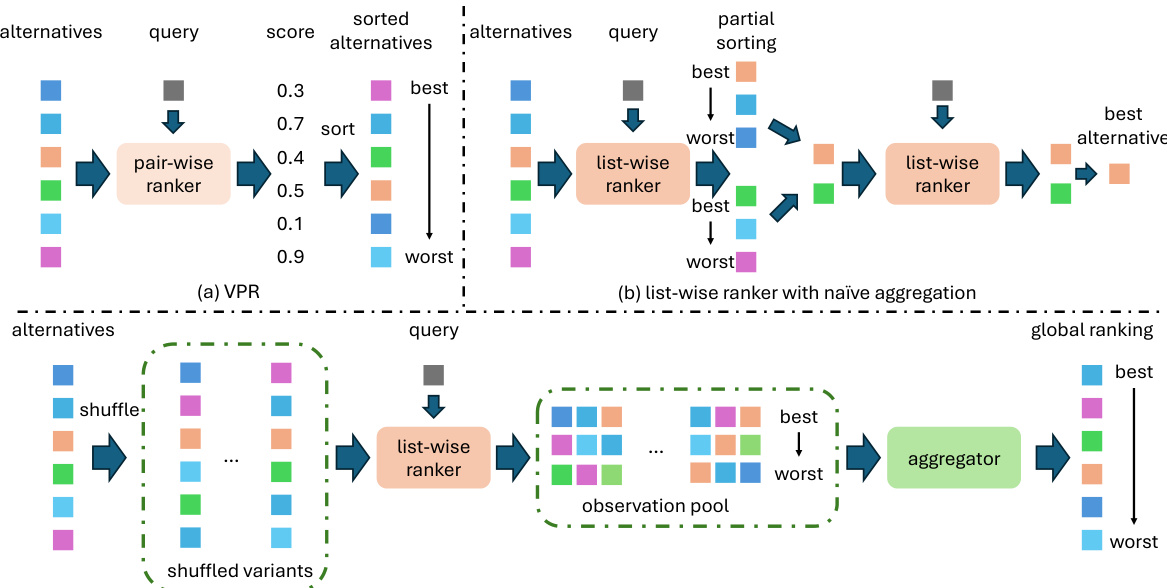 alternatives
query
score
sorted
alternatives
0.3
0.7
0.4
0.5
0.1
0.9
pair-wise
ranker
sort
best
worst
(a) VPR
alternatives
query
partial
sorting
best
worst
best
worst
list-wise
ranker
list-wise
ranker
best
alternative
(b) list-wise ranker with naïve aggregation
alternatives
shuffle
...
shuffled variants
query
list-wise
ranker
...
best
worst
observation pool
aggregator
global ranking
best
worst